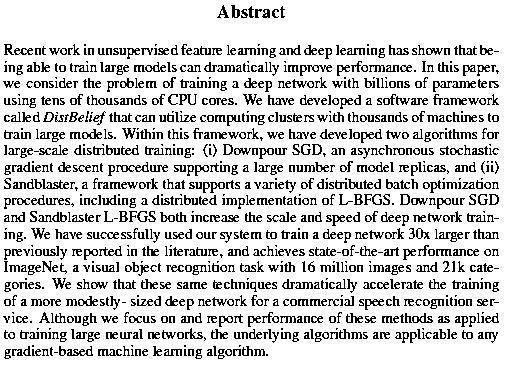 Abstract
Recent work in unsupervised feature learning and deep learning has shown that be-
ing able to train large models can dramatically improve performance. In this paper,
we consider the problem of training a deep network with billions of parameters
using tens of thousands of CPU cores. We have developed a software framework
called DistBelief that can utilize computing clusters with thousands of machines to
train large models. Within this framework, we have developed two algorithms for
large-scale distributed training: (i) Downpour SGD, an asynchronous stochastic
gradient descent procedure supporting a large number of model replicas, and (ii)
Sandblaster, a framework that supports a variety of distributed batch optimization
procedures, including a distributed implementation of L-BFGS. Downpour SGD
and Sandblaster L-BFGS both increase the scale and speed of deep network train-
ing. We have successfully used our system to train a deep network 30x larger than
previously reported in the literature, and achieves state-of-the-art performance on
ImageNet, a visual object recognition task with 16 million images and 21k cate-
gories. We show that these same techniques dramatically accelerate the training
of a more modestly- sized deep network for a commercial speech recognition ser-
vice. Although we focus on and report performance of these methods as applied
to training large neural networks, the underlying algorithms are applicable to any
gradient-based machine learning algorithm.